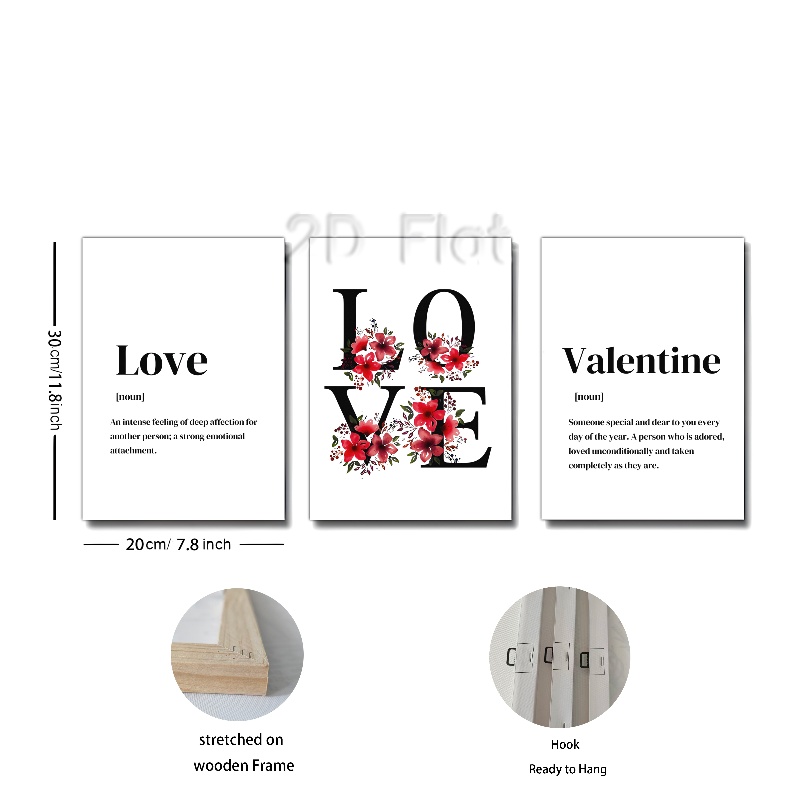 2D Flat
30cm/11.8inch
Love
[noun]
An intense feeling of deep affection for
another person; a strong emotional
attachment.
L O
V E
Valentine
[noun]
Someone special and dear to you every
day of the year. A person who is adored,
loved unconditionally and taken
completely as they are.
20cm/ 7.8 inch
stretched on
wooden Frame
Hook
Ready to Hang